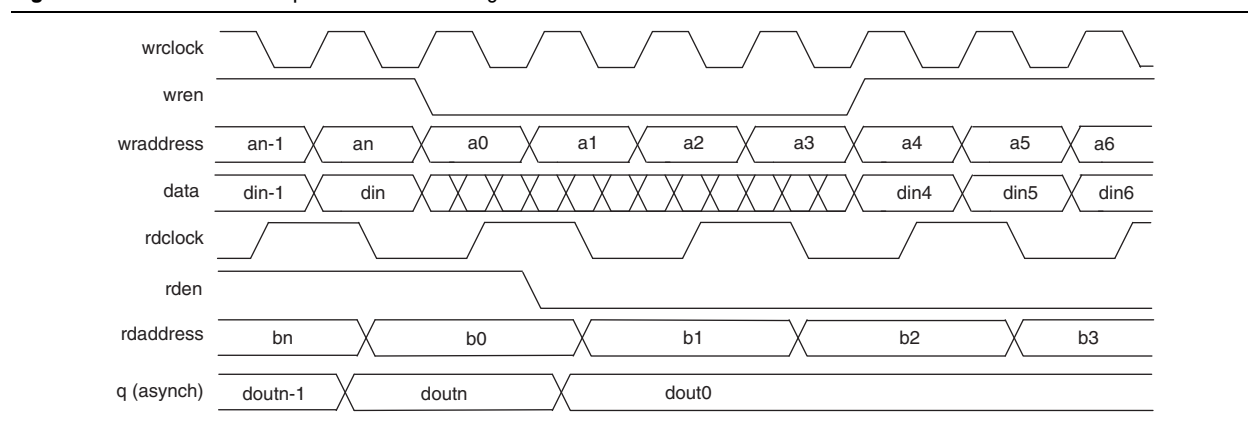 wrclock
wren
wraddress an-1 an a0 a1 a2 a3 a4 a5 a6
data din-1 din din4 din5 din6
rdclock
rden
rdaddress bn b0 b1 b2 b3
q (asynch) doutn-1 doutn dout0